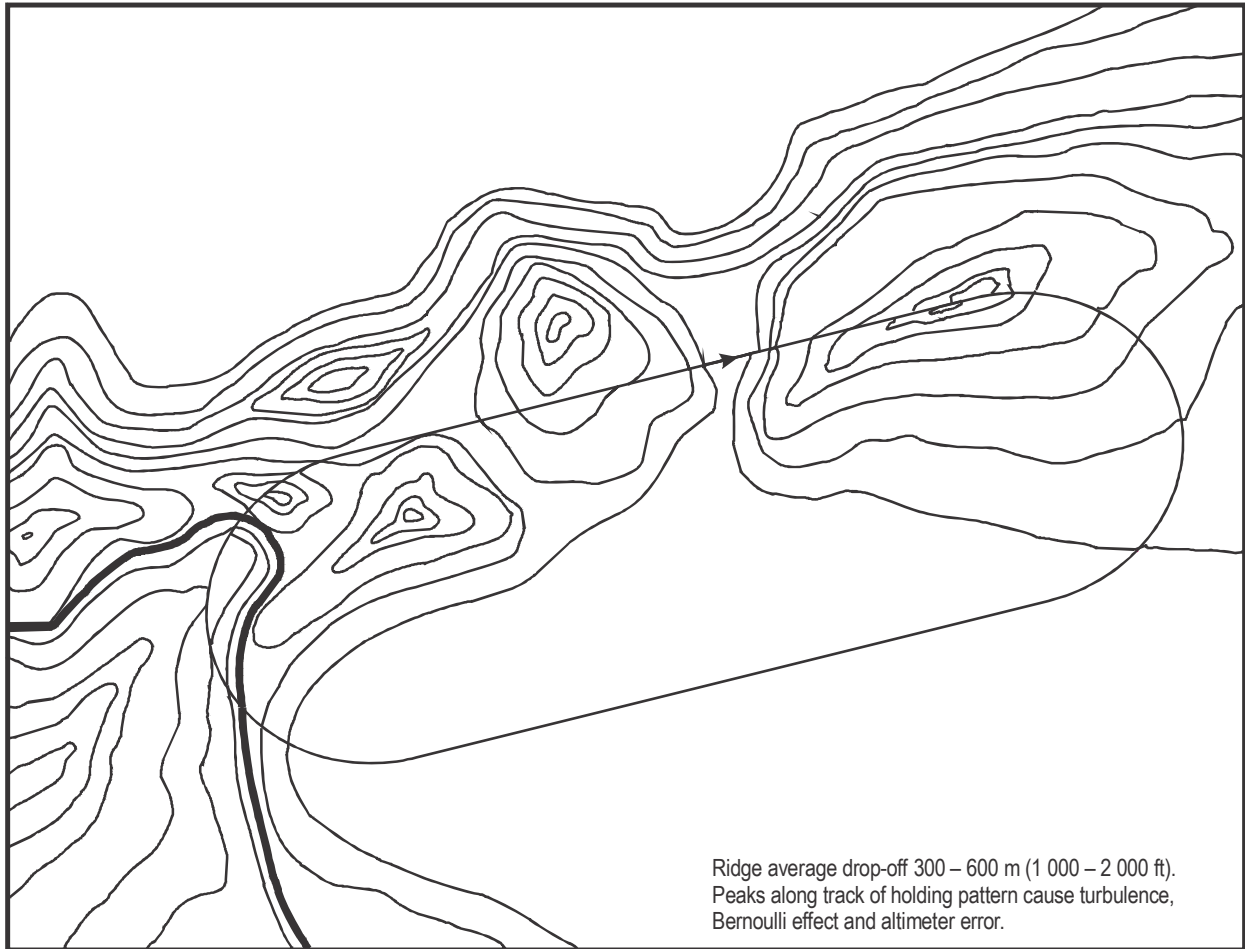 Ridge average drop-off 300 – 600 m (1 000 – 2 000 ft).
Peaks along track of holding pattern cause turbulence,
Bernoulli effect and altimeter error.